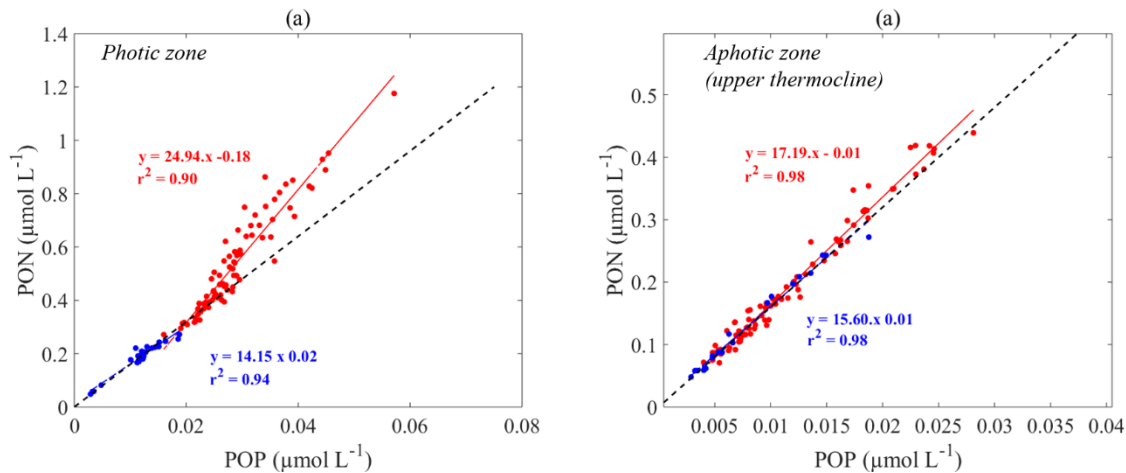 (a)
Photic zone
y = 24.94.x -0.18
r² = 0.90
y = 14.15.x 0.02
r² = 0.94
PON (µmol L⁻¹)
1.4
1.2
1
0.8
0.6
0.4
0.2
0
0
0.02
0.04
0.06
0.08
POP (µmol L⁻¹)
(a)
Aphotic zone
(upper thermocline)
y = 17.19.x - 0.01
r² = 0.98
y = 15.60.x 0.01
r² = 0.98
PON (µmol L⁻¹)
0.5
0.4
0.3
0.2
0.1
0
0.005
0.01
0.015
0.02
0.025
0.03
0.035
0.04
POP (µmol L⁻¹)